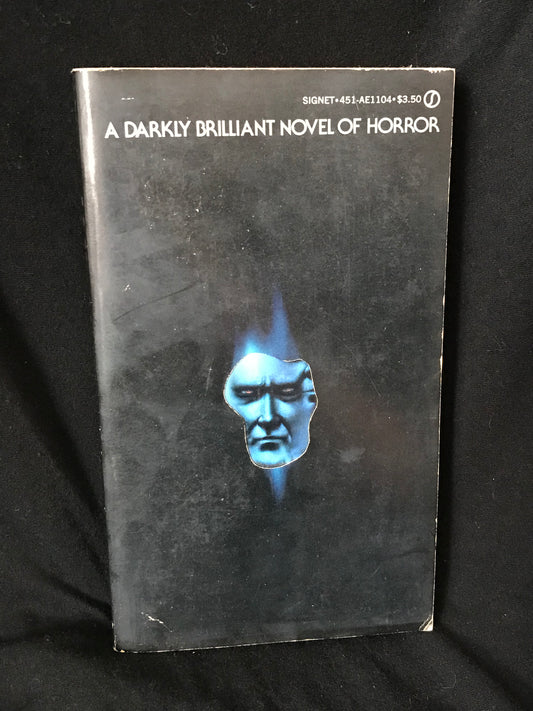 SIGNET•451-AE1104•$3.50
A DARKLY BRILLIANT NOVEL OF HORROR